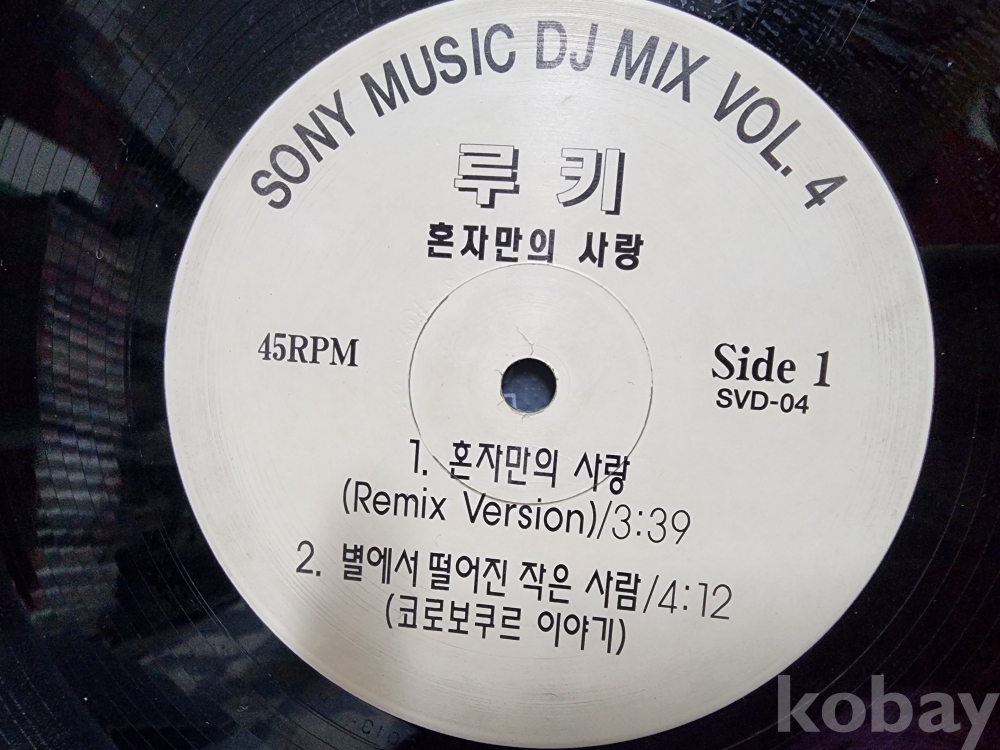 SONY MUSIC DJ MIX VOL. 4
루 키
혼자만의 사랑
45RPM
Side 1
SVD-04
1. 혼자만의 사랑
(Remix Version)/3:39
2. 별에서 떨어진 작은 사람/4:12
(코로보쿠르 이야기)
kobay